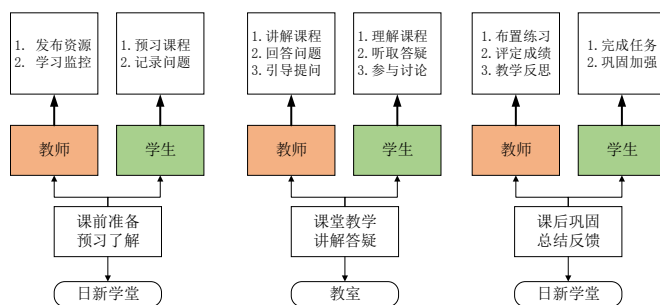 1. 发布资源
2. 学习监控
1. 预习课程
2. 记录问题
教师
学生
课前准备
预习了解
日新学堂
1. 讲解课程
2. 回答问题
3. 引导提问
1. 理解课程
2. 听取答疑
3. 参与讨论
教师
学生
课堂教学
讲解答疑
教室
1. 布置练习
2. 评定成绩
3. 教学反思
1. 完成任务
2. 巩固加强
教师
学生
课后巩固
总结反馈
日新学堂